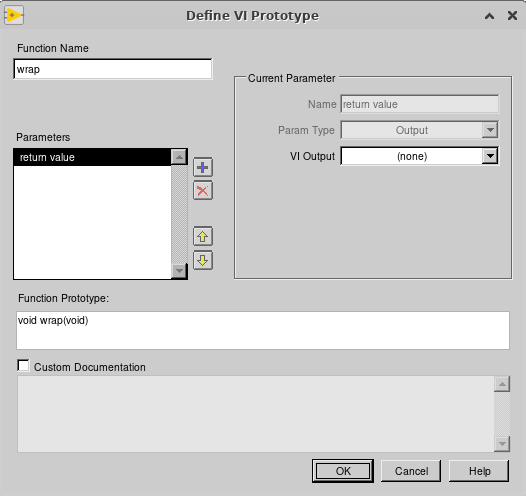 Define VI Prototype
Function Name
wrap
Current Parameter
Name return value
Param Type Output
VI Output (none)
Parameters
return value
Function Prototype:
void wrap(void)
Custom Documentation
OK Cancel Help